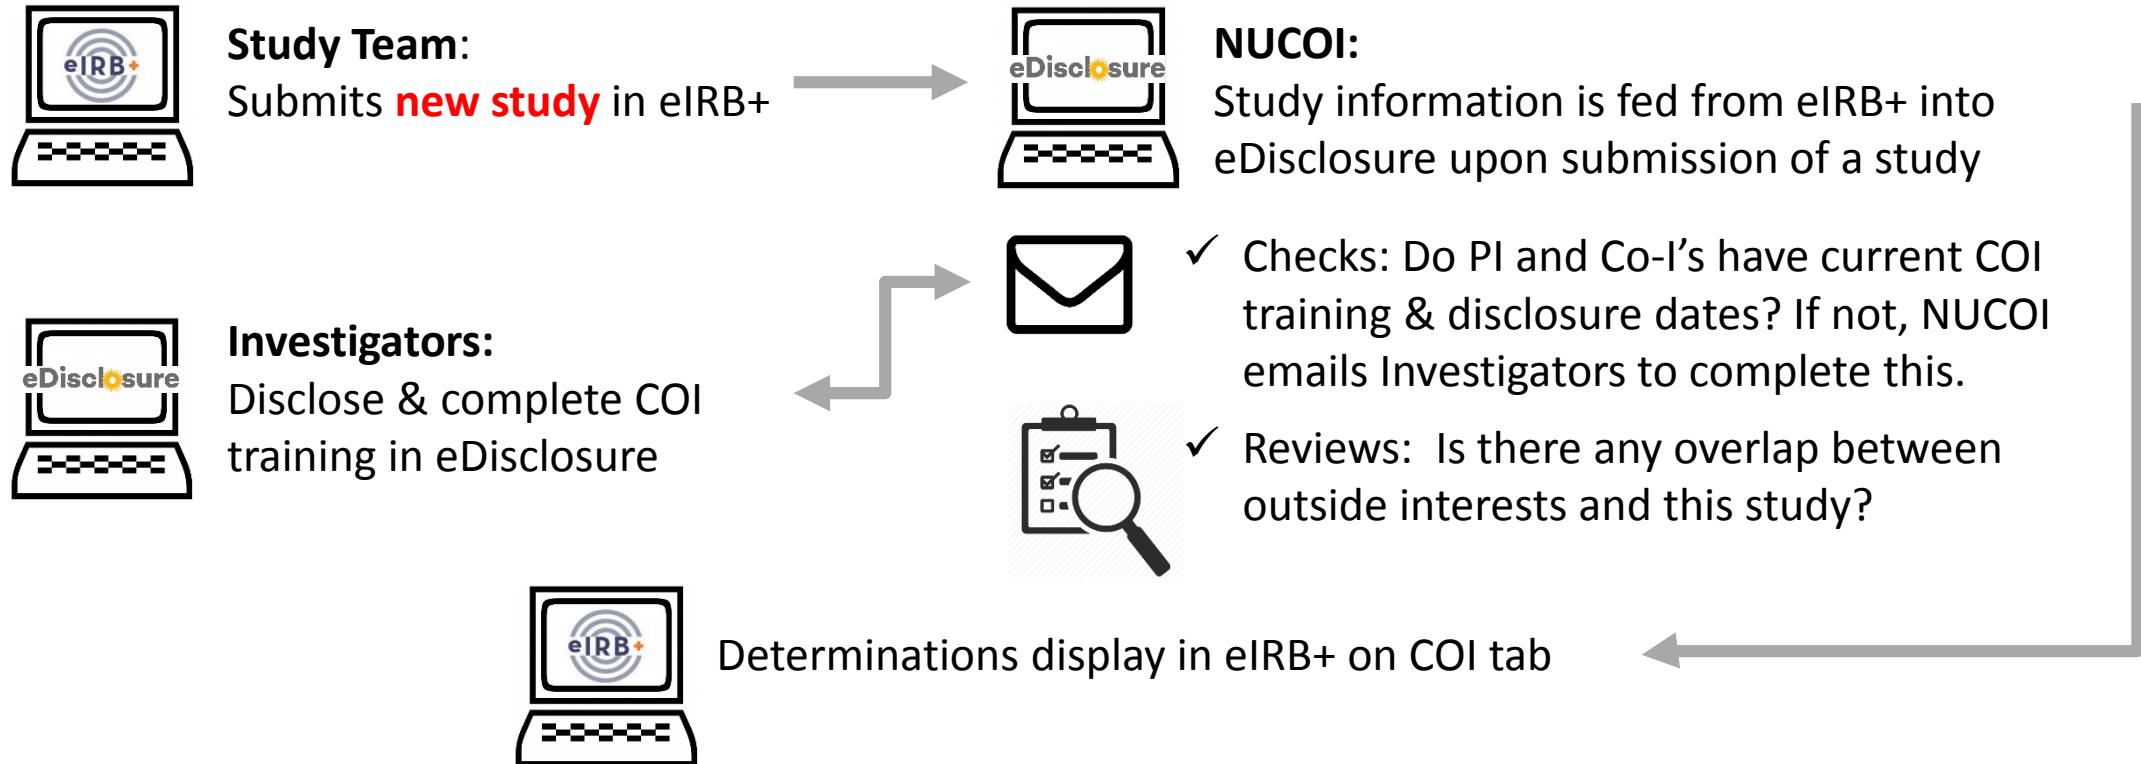 eIRB+
Study Team:
Submits new study in eIRB+
eDisclosure
NUCOI:
Study information is fed from eIRB+ into
eDisclosure upon submission of a study
✓ Checks: Do PI and Co-I’s have current COI
training & disclosure dates? If not, NUCOI
emails Investigators to complete this.
eDisclosure
Investigators:
Disclose & complete COI
training in eDisclosure
✓ Reviews:  Is there any overlap between
outside interests and this study?
eIRB+
Determinations display in eIRB+ on COI tab